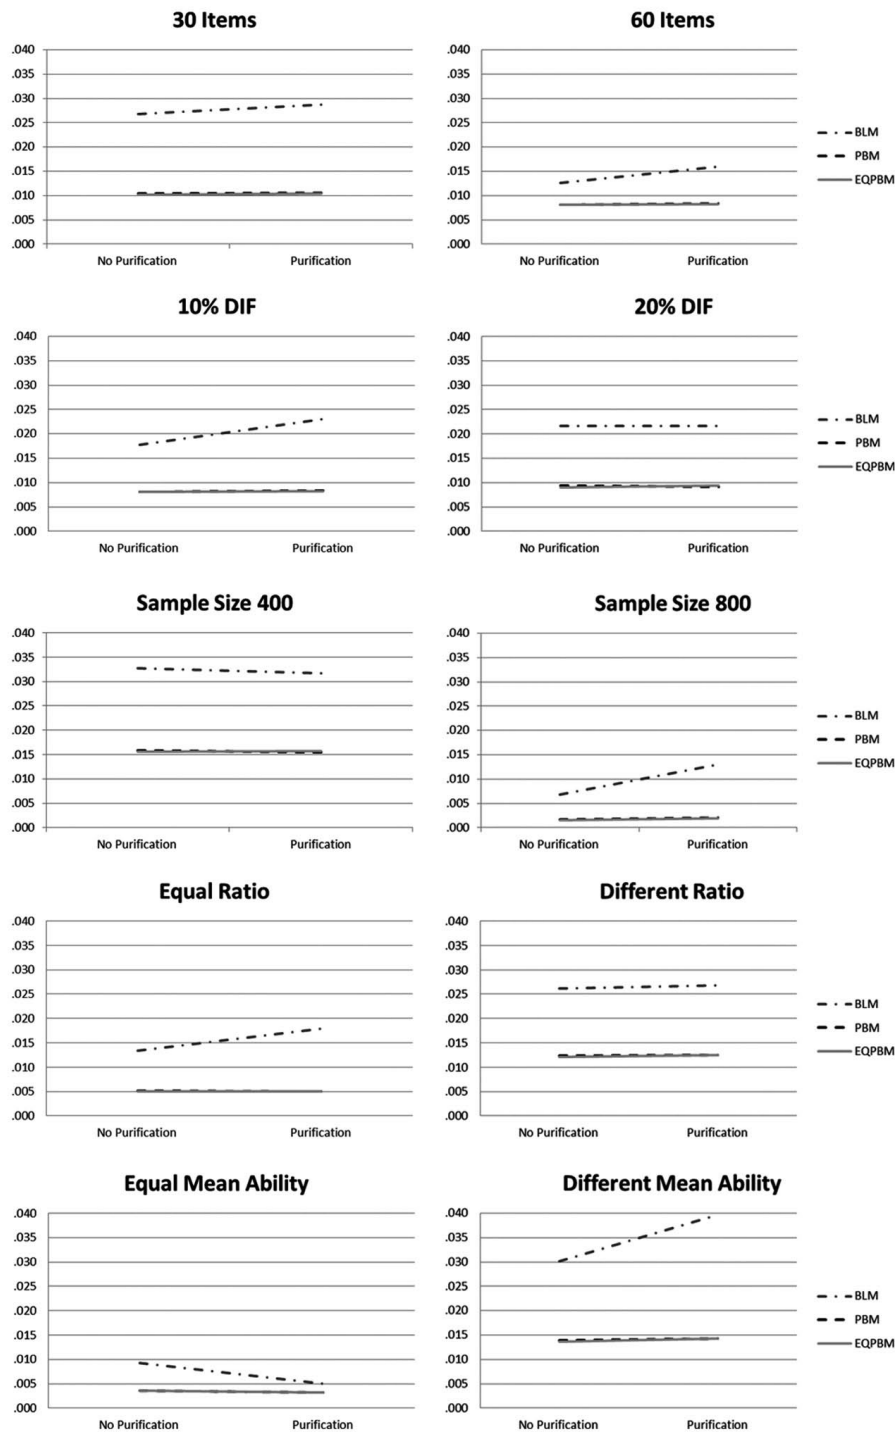 30 Items
60 Items
.040
.035
.030
.025
.020
.015
.010
.005
.000
No Purification
Purification
.040
.035
.030
.025
.020
.015
.010
.005
.000
No Purification
Purification
BLM
PBM
EQPBM
10% DIF
20% DIF
.040
.035
.030
.025
.020
.015
.010
.005
.000
No Purification
Purification
.040
.035
.030
.025
.020
.015
.010
.005
.000
No Purification
Purification
BLM
PBM
EQPBM
Sample Size 400
Sample Size 800
.040
.035
.030
.025
.020
.015
.010
.005
.000
No Purification
Purification
.040
.035
.030
.025
.020
.015
.010
.005
.000
No Purification
Purification
BLM
PBM
EQPBM
Equal Ratio
Different Ratio
.040
.035
.030
.025
.020
.015
.010
.005
.000
No Purification
Purification
.040
.035
.030
.025
.020
.015
.010
.005
.000
No Purification
Purification
BLM
PBM
EQPBM
Equal Mean Ability
Different Mean Ability
.040
.035
.030
.025
.020
.015
.010
.005
.000
No Purification
Purification
.040
.035
.030
.025
.020
.015
.010
.005
.000
No Purification
Purification
BLM
PBM
EQPBM